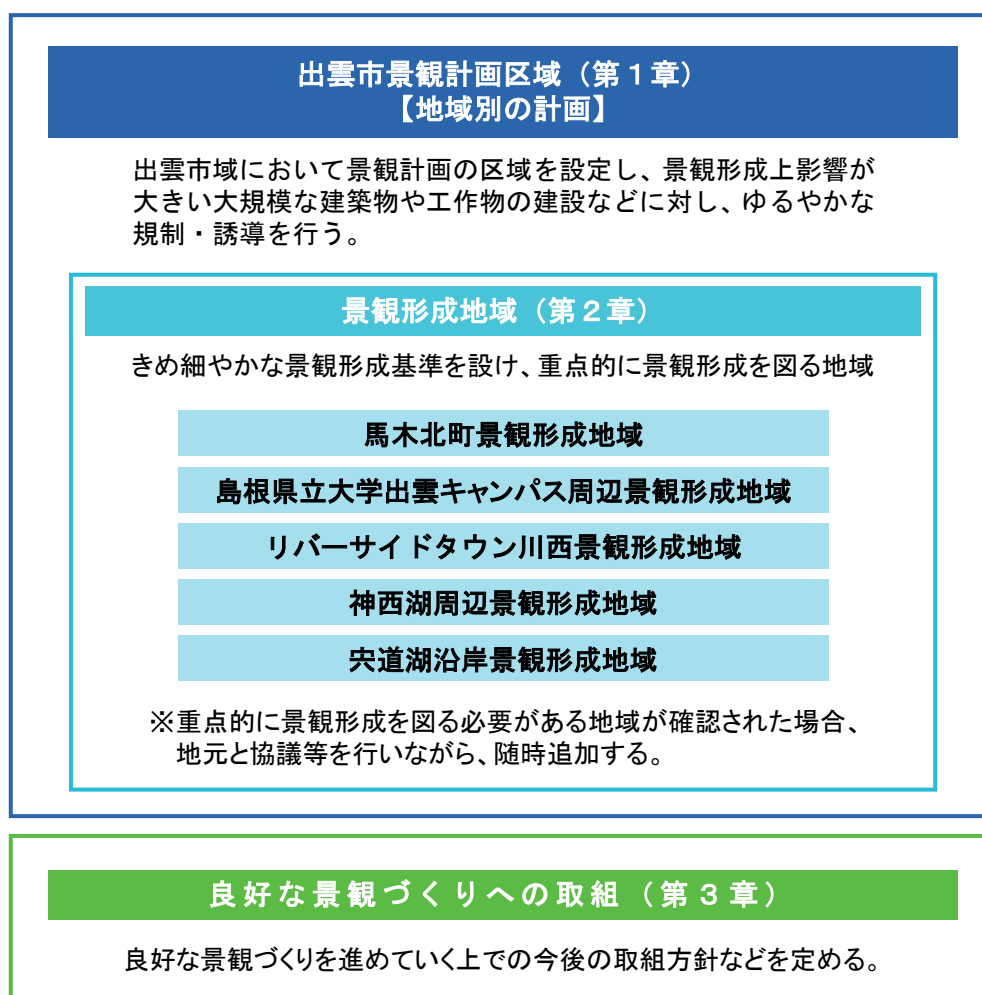 出雲市景観計画区域（第１章）
【地域別の計画】
出雲市域において景観計画の区域を設定し、景観形成上影響が
大きい大規模な建築物や工作物の建設などに対し、ゆるやかな
規制・誘導を行う。
景観形成地域（第２章）
きめ細やかな景観形成基準を設け、重点的に景観形成を図る地域
馬木北町景観形成地域
島根県立大学出雲キャンパス周辺景観形成地域
リバーサイドタウン川西景観形成地域
神西湖周辺景観形成地域
宍道湖沿岸景観形成地域
※重点的に景観形成を図る必要がある地域が確認された場合、
地元と協議等を行いながら、随時追加する。
良好な景観づくりへの取組（第３章）
良好な景観づくりを進めていく上での今後の取組方針などを定める。